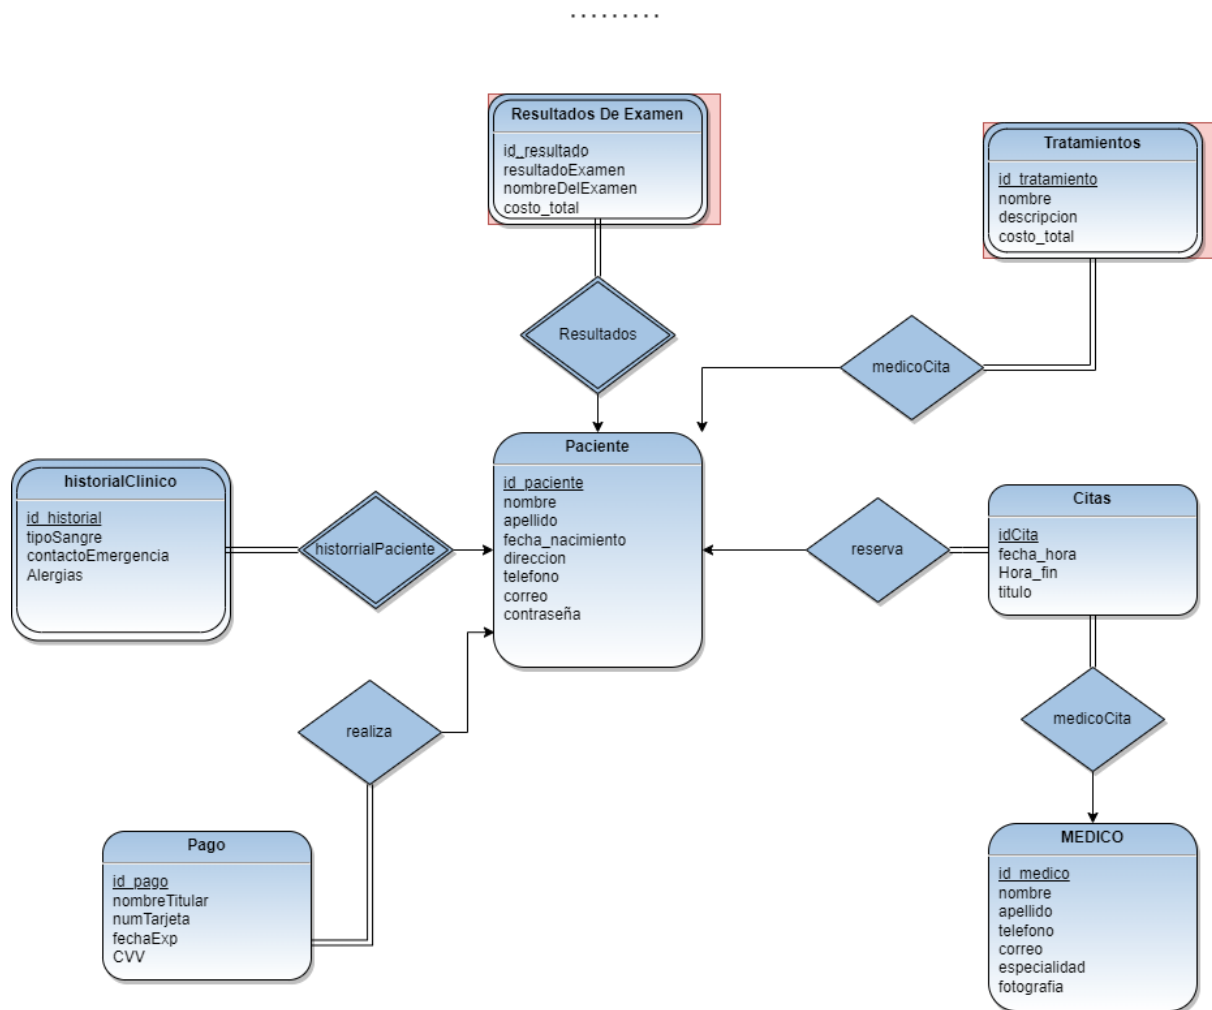 .........
Resultados De Examen
id_resultado
resultadoExamen
nombreDelExamen
costo_total
Tratamientos
id_tratamiento
nombre
descripcion
costo_total
Resultados
medicoCita
historialClinico
id_historial
tipoSangre
contactoEmergencia
Alergias
historrialPaciente
Paciente
id_paciente
nombre
apellido
fecha_nacimiento
direccion
telefono
correo
contraseña
reserva
Citas
idCita
fecha_hora
Hora_fin
titulo
realiza
medicoCita
Pago
id_pago
nombreTitular
numTarjeta
fechaExp
CVV
MEDICO
id_medico
nombre
apellido
telefono
correo
especialidad
fotografia